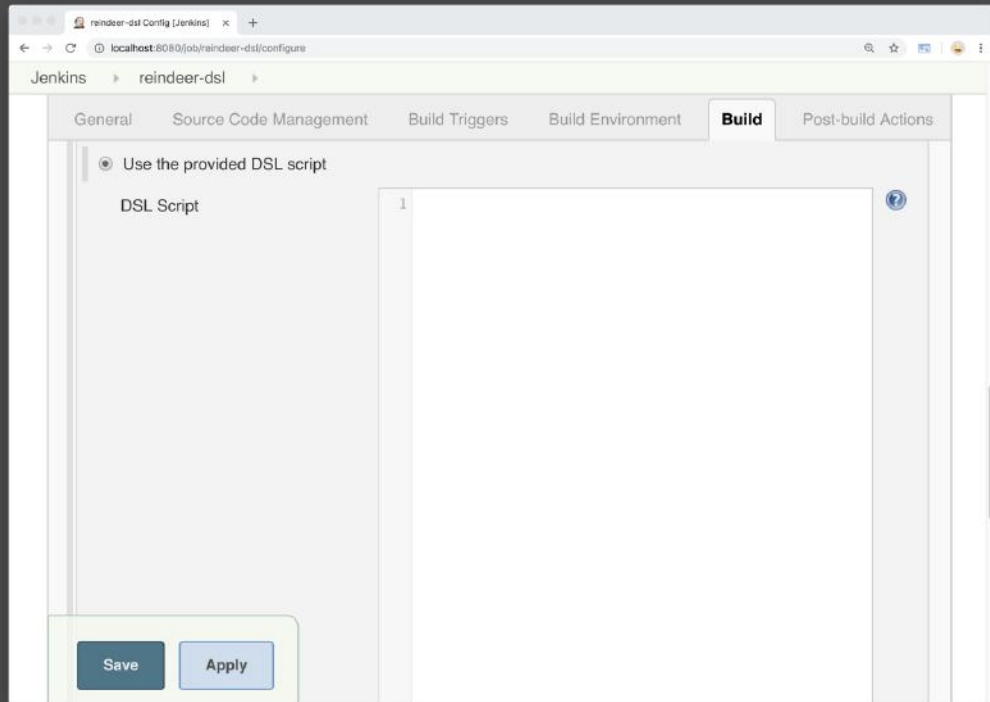 reindeer-dsl Config [Jenkins]
localhost:8080/job/reindeer-dsl/configure
Jenkins reindeer-dsl
General Source Code Management Build Triggers Build Environment Build Post-build Actions
Use the provided DSL script
DSL Script 1
Save Apply